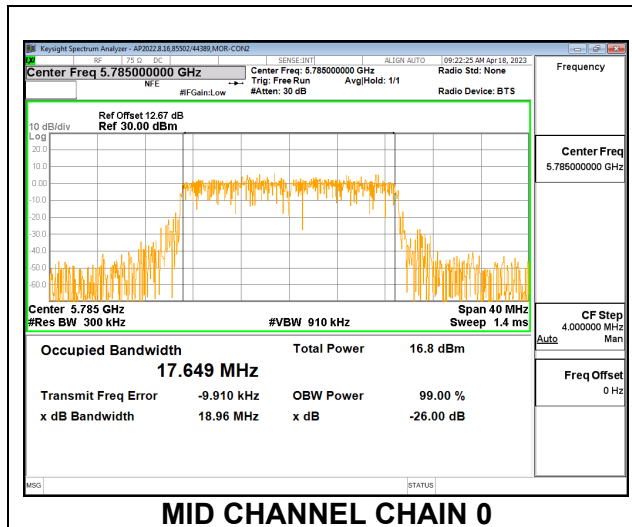 Keysight Spectrum Analyzer - AP2022.8.16,85502/44389,MOR-CON2
LXI RF 75 Ω DC SENSE:INT ALIGN AUTO 09:22:25 AM Apr 18, 2023
Center Freq 5.785000000 GHz Center Freq: 5.785000000 GHz Radio Std: None
NFE Trig: Free Run Avg|Hold: 1/1
#IFGain:Low #Atten: 30 dB Radio Device: BTS
Frequency
Ref Offset 12.67 dB
10 dB/div Ref 30.00 dBm
Log
20.0
10.0
0.00
-10.0
-20.0
-30.0
-40.0
-50.0
-60.0
Center 5.785 GHz Span 40 MHz
#Res BW 300 kHz #VBW 910 kHz Sweep 1.4 ms
Center Freq
5.785000000 GHz
CF Step
4.000000 MHz
Auto Man
Freq Offset
0 Hz
Occupied Bandwidth Total Power 16.8 dBm
17.649 MHz
Transmit Freq Error -9.910 kHz OBW Power 99.00 %
x dB Bandwidth 18.96 MHz x dB -26.00 dB
MSG STATUS
MID CHANNEL CHAIN 0